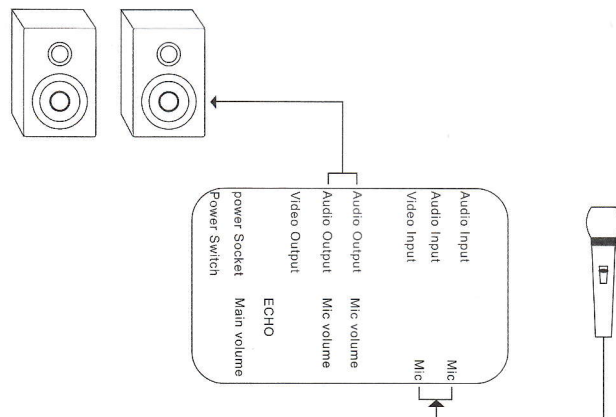 Audio Input
Mic
Audio Input
Mic
Video Input
Audio Output Mic volume
Audio Output Mic volume
Video Output
ECHO
power Socket Main volume
Power Switch